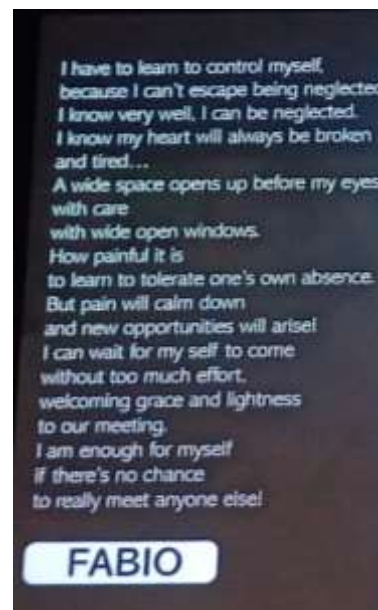 I have to learn to control myself,
because I can't escape being neglected
I know very well, I can be neglected.
I know my heart will always be broken
and tired...
A wide space opens up before my eyes
with care
with wide open windows.
How painful it is
to learn to tolerate one's own absence.
But pain will calm down
and new opportunities will arise!
I can wait for my self to come
without too much effort,
welcoming grace and lightness
to our meeting.
I am enough for myself
if there's no chance
to really meet anyone else!
FABIO